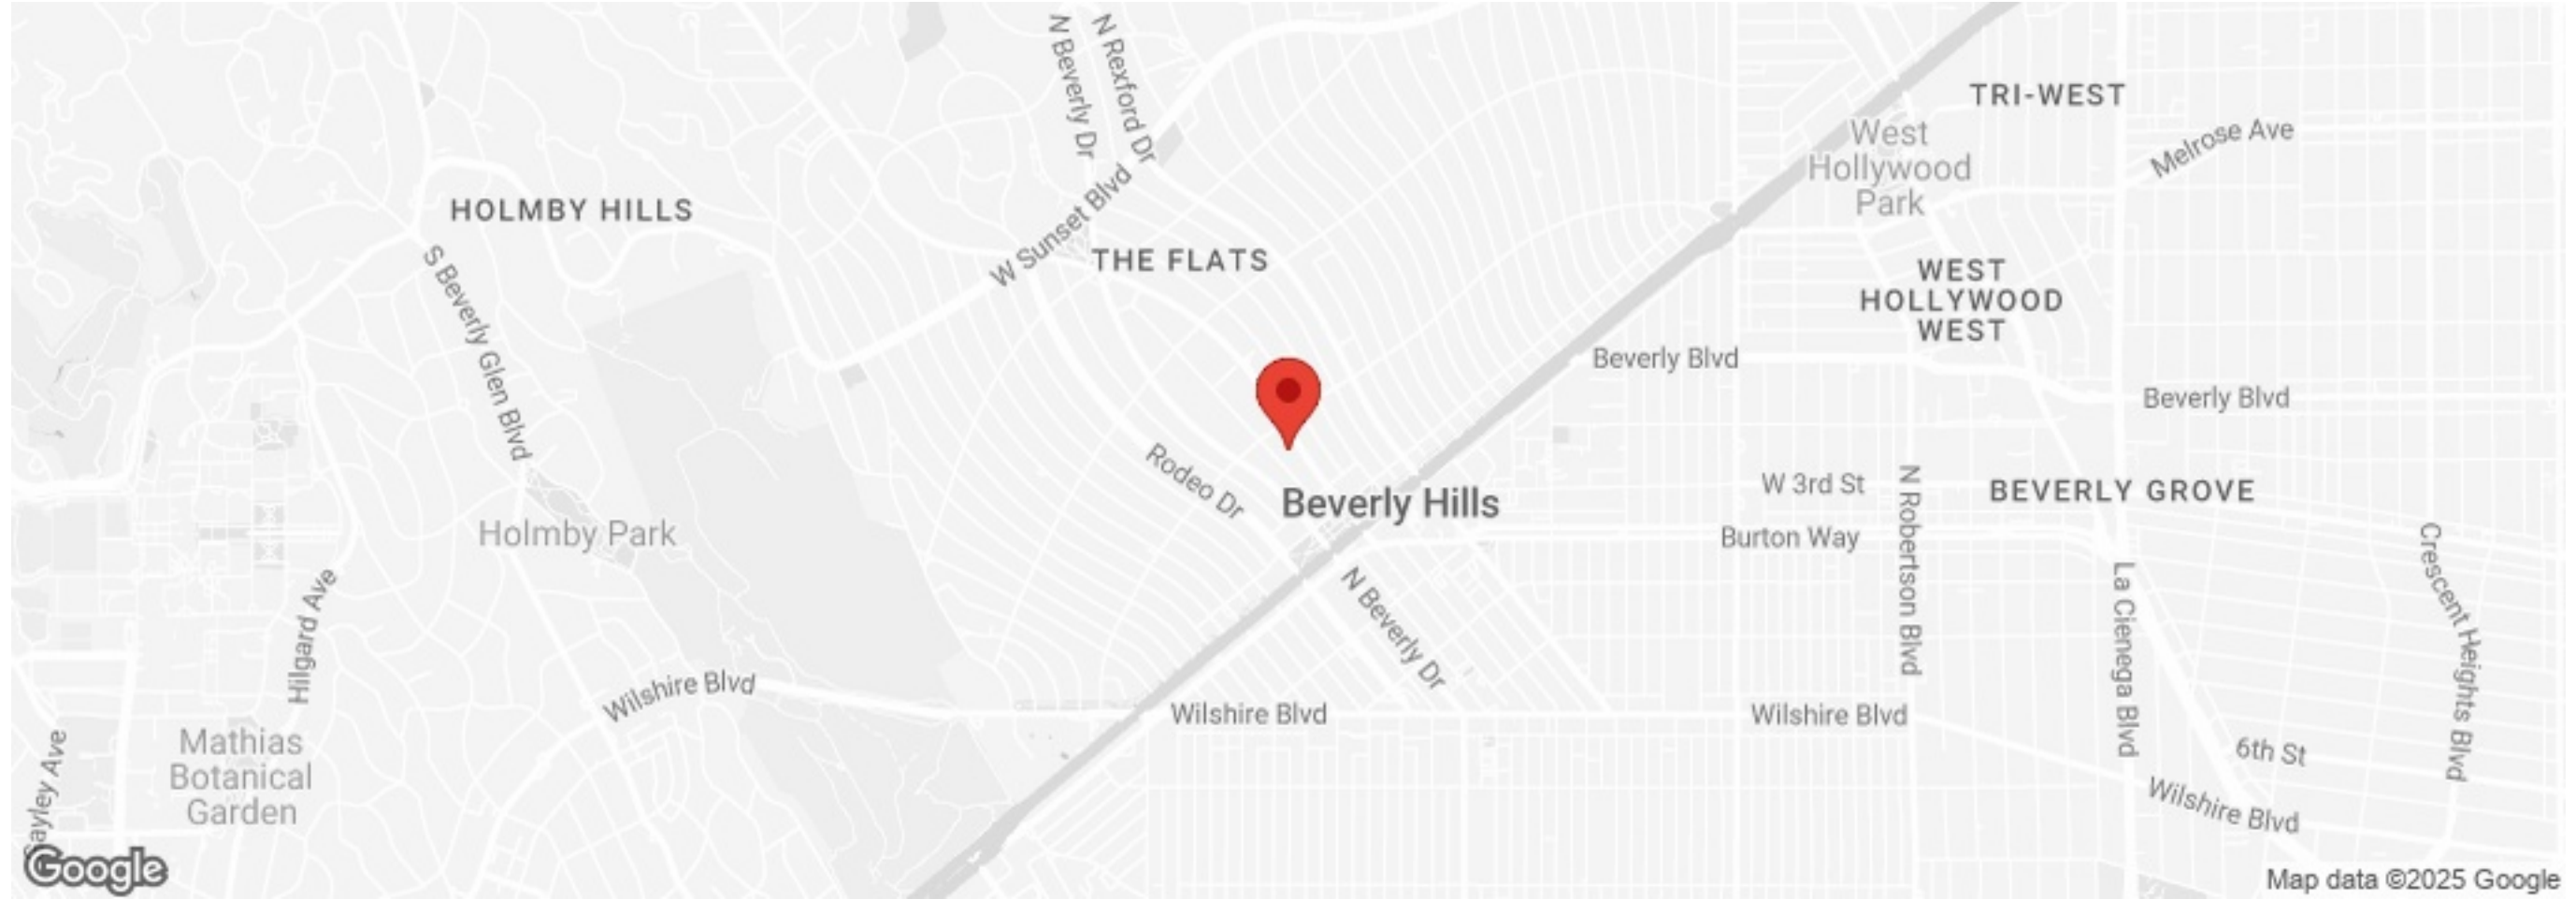 N Beverly Dr
N Rexford Dr
TRI-WEST
West
Hollywood
Park
Melrose Ave
HOLMBY HILLS
W Sunset Blvd
THE FLATS
S Beverly Glen Blvd
WEST
HOLLYWOOD
WEST
Beverly Blvd
Beverly Blvd
Rodeo Dr
Beverly Hills
W 3rd St
N Robertson Blvd
BEVERLY GROVE
Holmby Park
Burton Way
Crescent Heights Blvd
Hilgard Ave
N Beverly Dr
La Cienega Blvd
Wilshire Blvd
Wilshire Blvd
Wilshire Blvd
Mathias
Botanical
Garden
6th St
Wilshire Blvd
Gayley Ave
Google
Map data ©2025 Google